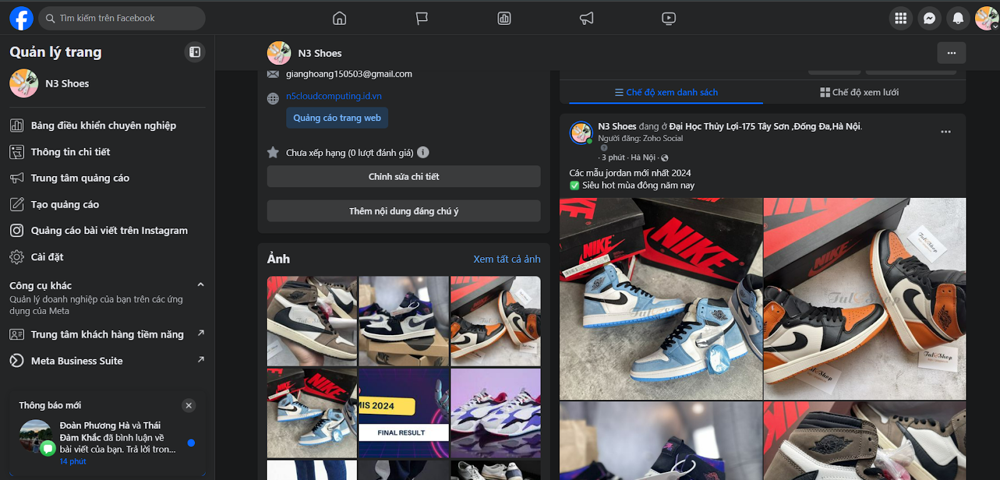 Tìm kiếm trên Facebook
Quản lý trang
N3 Shoes
Bảng điều khiển chuyên nghiệp
Thông tin chi tiết
Trung tâm quảng cáo
Tạo quảng cáo
Quảng cáo bài viết trên Instagram
Cài đặt
Công cụ khác
Quản lý doanh nghiệp của bạn trên các ứng
dụng của Meta
Trung tâm khách hàng tiềm năng
Meta Business Suite
Thông báo mới
Đoàn Phương Hà và Thái
Đàm Khắc đã bình luận về
bài viết của bạn. Trả lời tron...
14 phút
N3 Shoes
gianghoang150503@gmail.com
n5cloudcomputing.id.vn
Quảng cáo trang web
Chưa xếp hạng (0 lượt đánh giá)
Chỉnh sửa chi tiết
Thêm nội dung đáng chú ý
Ảnh
Xem tất cả ảnh
MIS 2024
FINAL RESULT
Chế độ xem danh sách
Chế độ xem lưới
N3 Shoes đang ở Đại Học Thủy Lợi-175 Tây Sơn ,Đống Đa,Hà Nội.
Người đăng: Zoho Social
· 3 phút · Hà Nội ·
Các mẫu jordan mới nhất 2024
✅ Siêu hot mùa đông năm nay
NIKE
NIKE
NIKE